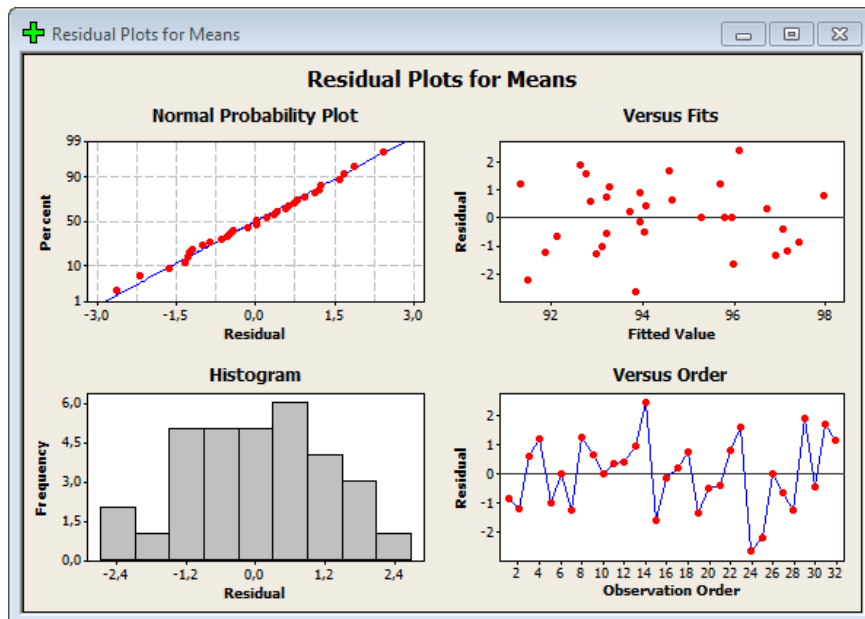 Residual Plots for Means
Residual Plots for Means
Normal Probability Plot
99
90
50
10
1
Percent
-3,0 -1,5 0,0 1,5 3,0
Residual
Versus Fits
2
1
0
-1
-2
Residual
92 94 96 98
Fitted Value
Histogram
6,0
4,5
3,0
1,5
0,0
Frequency
-2,4 -1,2 0,0 1,2 2,4
Residual
Versus Order
2
1
0
-1
-2
Residual
2 4 6 8 10 12 14 16 18 20 22 24 26 28 30 32
Observation Order